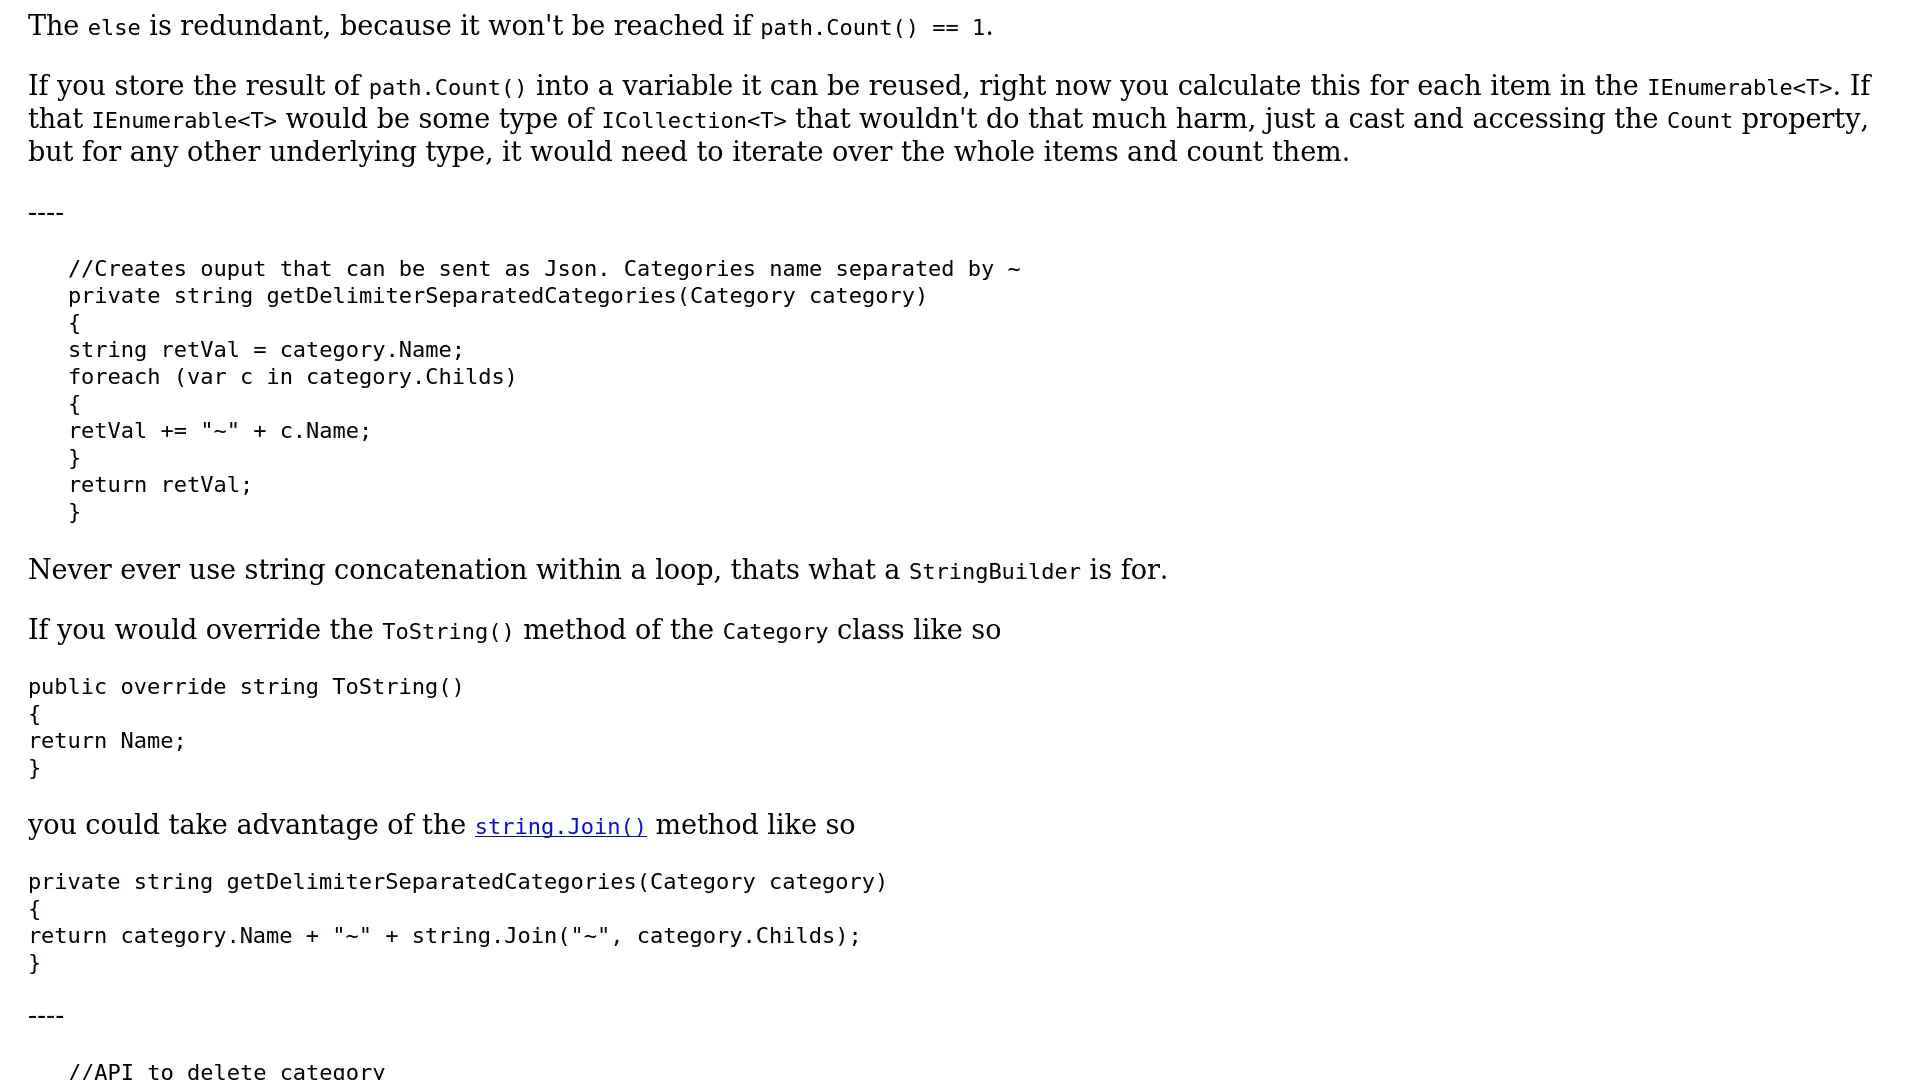 The else is redundant, because it won't be reached if path.Count() == 1.
If you store the result of path.Count() into a variable it can be reused, right now you calculate this for each item in the IEnumerable<T>. If
that IEnumerable<T> would be some type of ICollection<T> that wouldn't do that much harm, just a cast and accessing the Count property,
but for any other underlying type, it would need to iterate over the whole items and count them.
----
//Creates ouput that can be sent as Json. Categories name separated by ~
private string getDelimiterSeparatedCategories(Category category)
{
string retVal = category.Name;
foreach (var c in category.Childs)
{
retVal += "~" + c.Name;
}
return retVal;
}
Never ever use string concatenation within a loop, thats what a StringBuilder is for.
If you would override the ToString() method of the Category class like so
public override string ToString()
{
return Name;
}
you could take advantage of the string.Join() method like so
private string getDelimiterSeparatedCategories(Category category)
{
return category.Name + "~" + string.Join("~", category.Childs);
}
----
//API to delete category